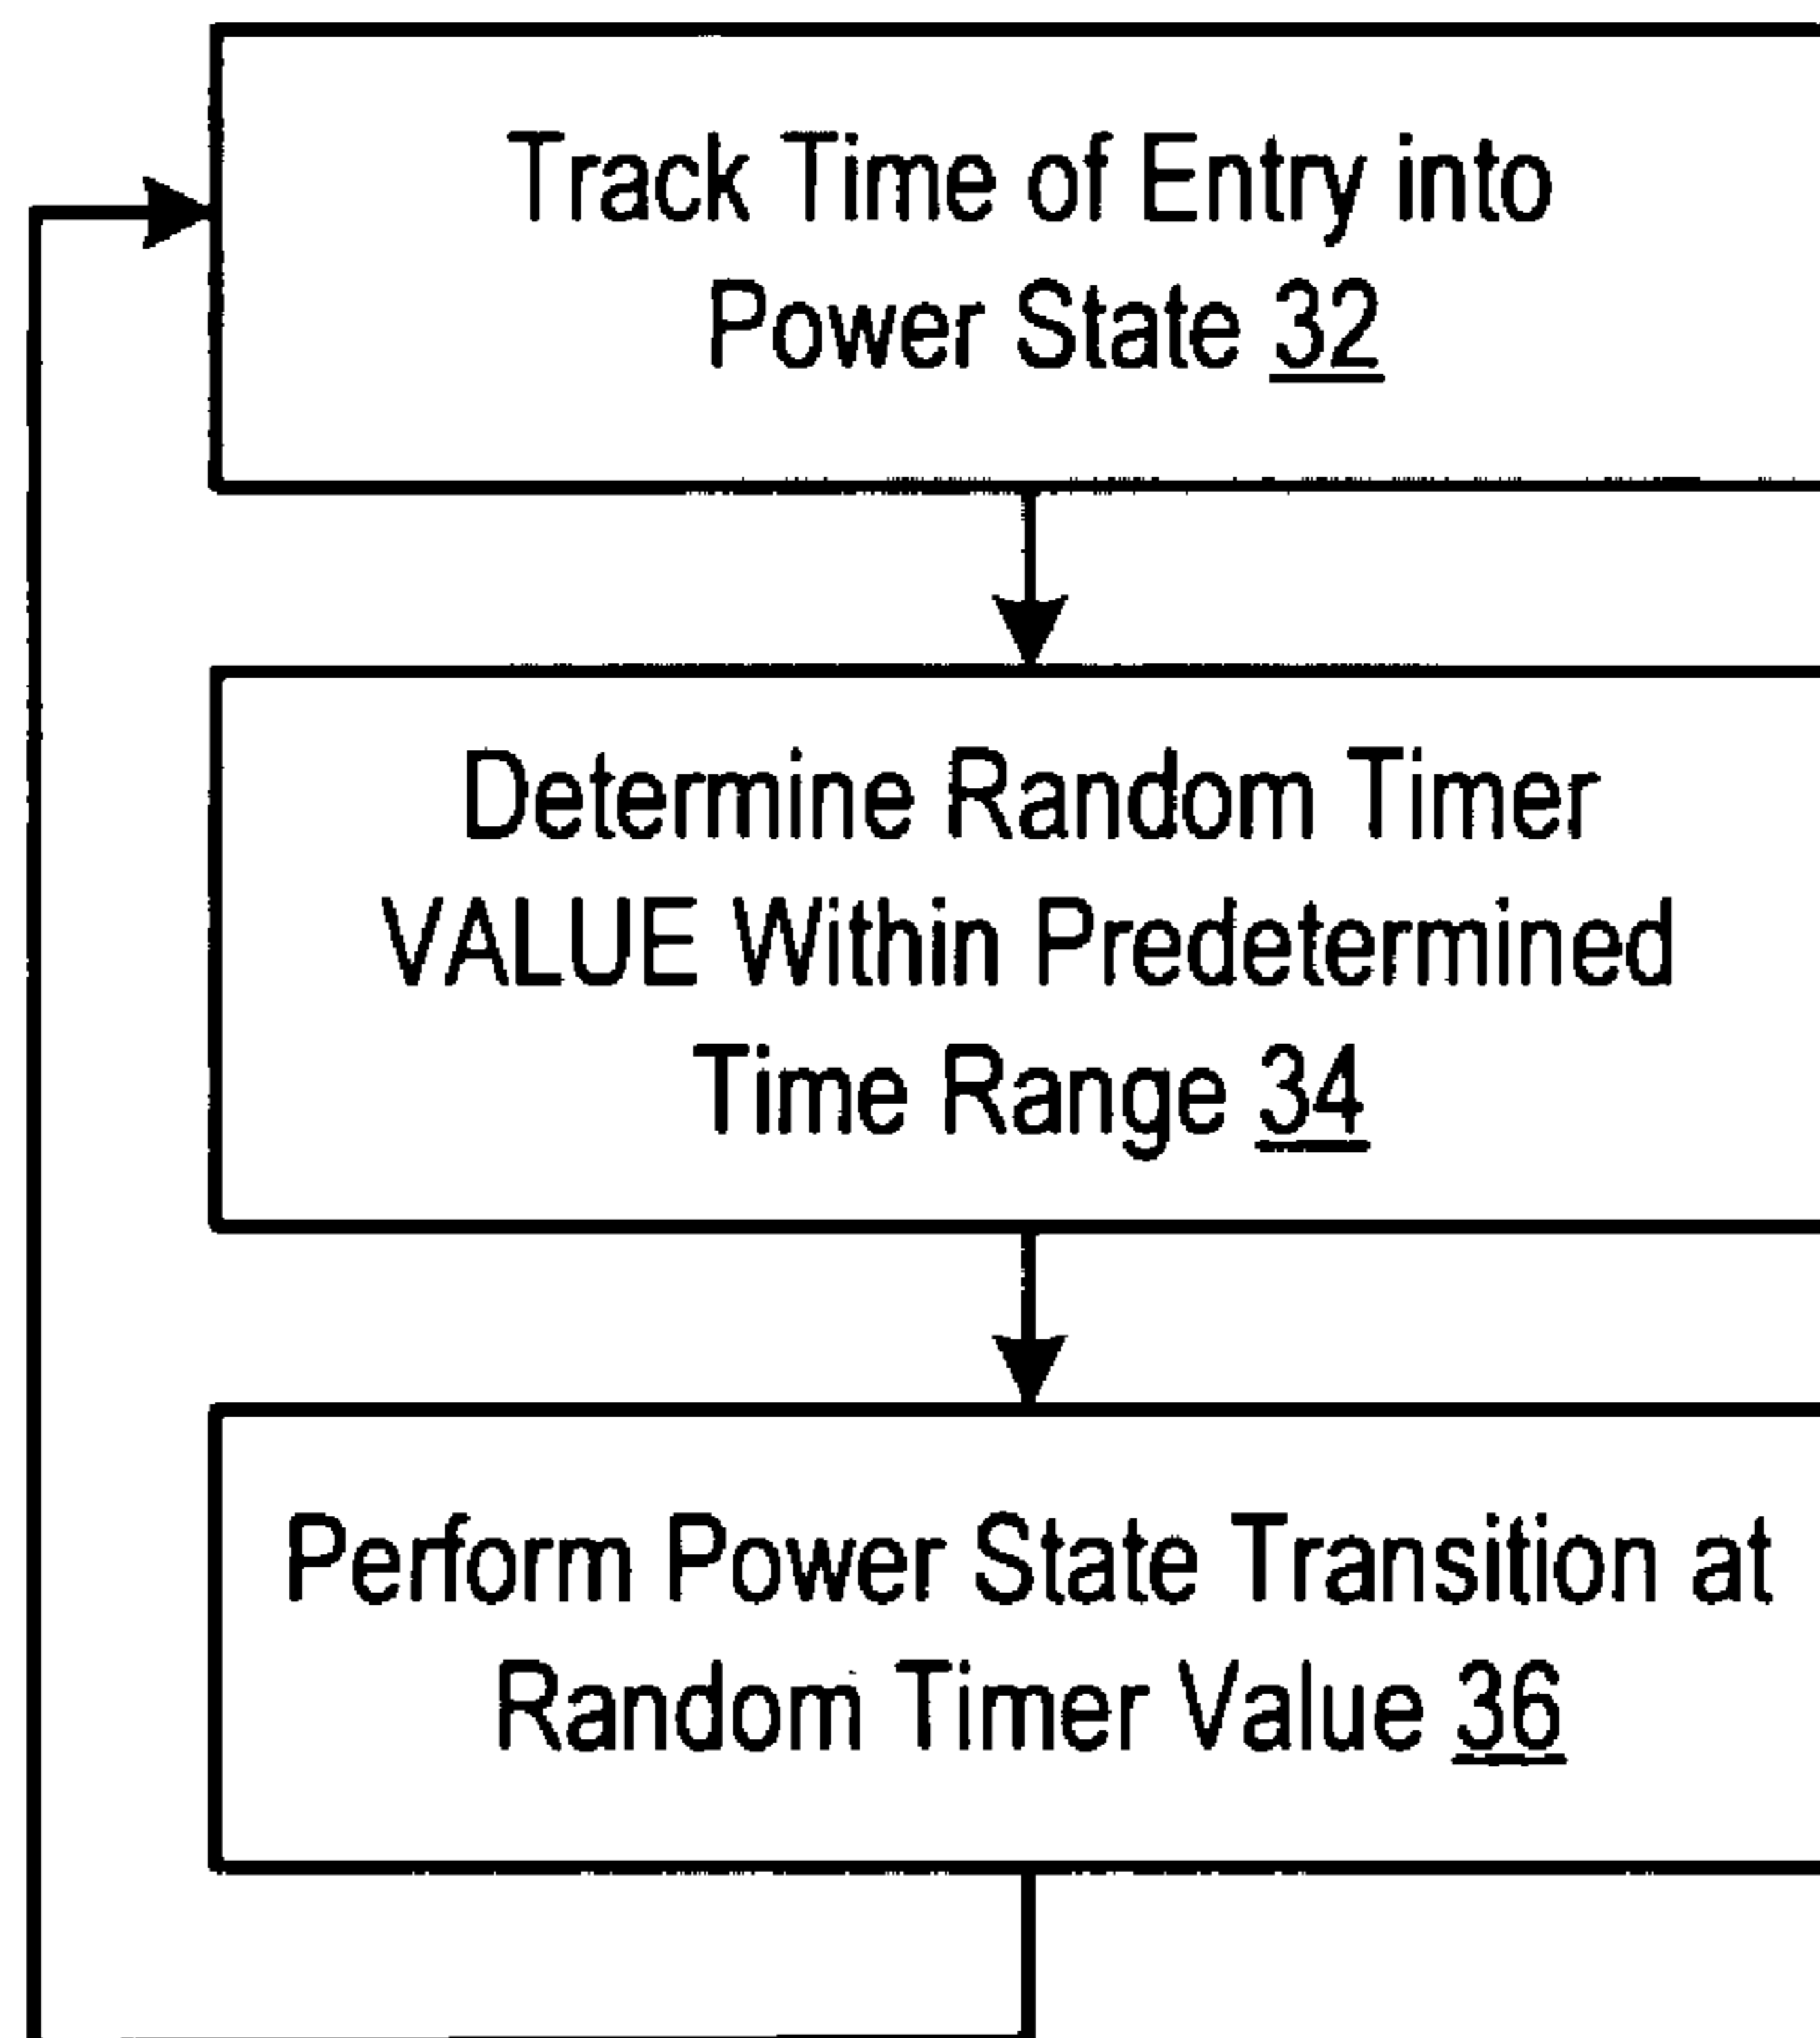 Track Time of Entry into
Power State 32
Determine Random Timer
VALUE Within Predetermined
Time Range 34
Perform Power State Transition at
Random Timer Value 36